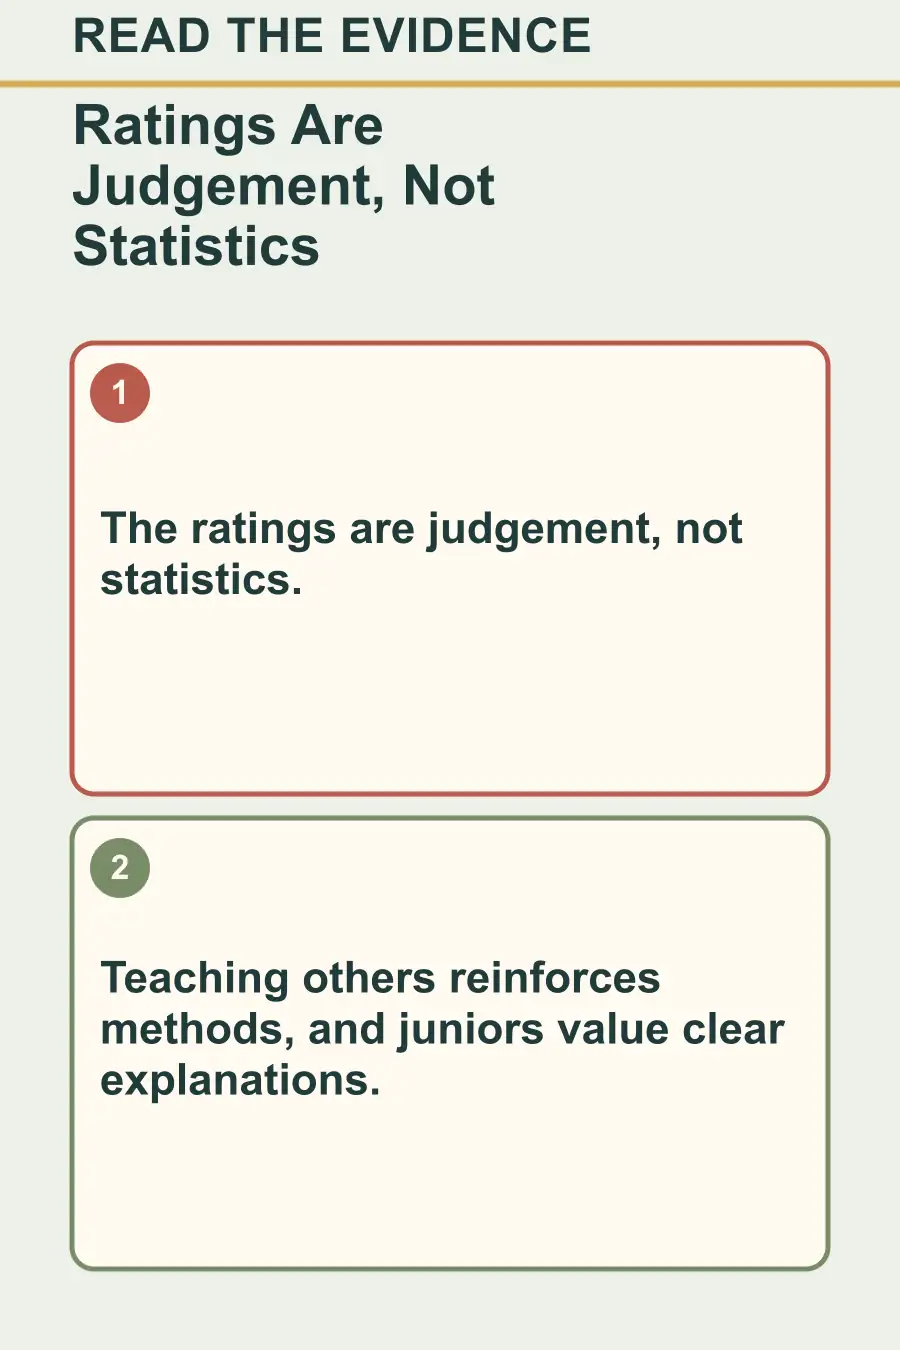 READ THE EVIDENCE
Ratings Are
Judgement, Not
Statistics
1
The ratings are judgement, not
statistics.
2
Teaching others reinforces
methods, and juniors value clear
explanations.